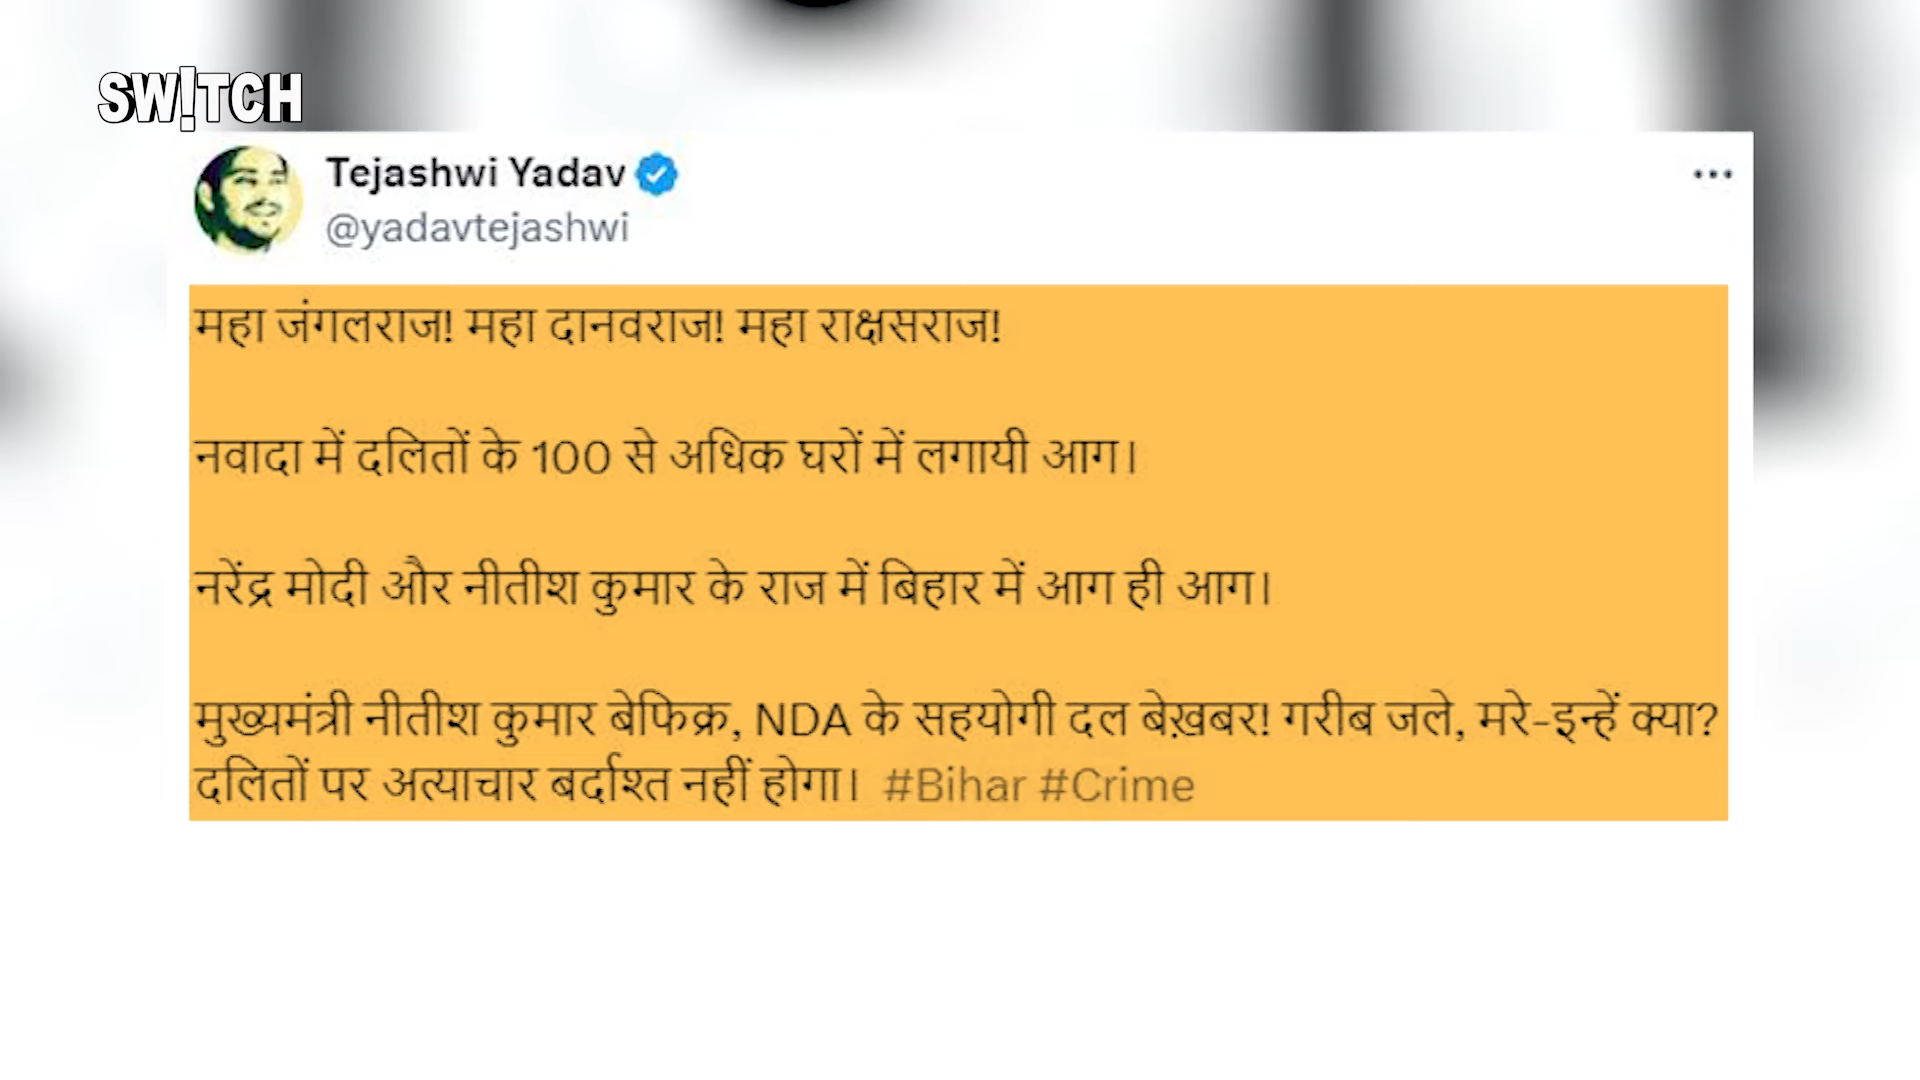 SW!TCH
Tejashwi Yadav
@yadavtejashwi
महा जंगलराज! महा दानवराज! महा राक्षसराज!
नवादा में दलितों के 100 से अधिक घरों में लगायी आग।
नरेंद्र मोदी और नीतीश कुमार के राज में बिहार में आग ही आग।
मुख्यमंत्री नीतीश कुमार बेफिक्र, NDA के सहयोगी दल बेख़बर! गरीब जले, मरे-इन्हें क्या?
दलितों पर अत्याचार बर्दाश्त नहीं होगा। #Bihar #Crime